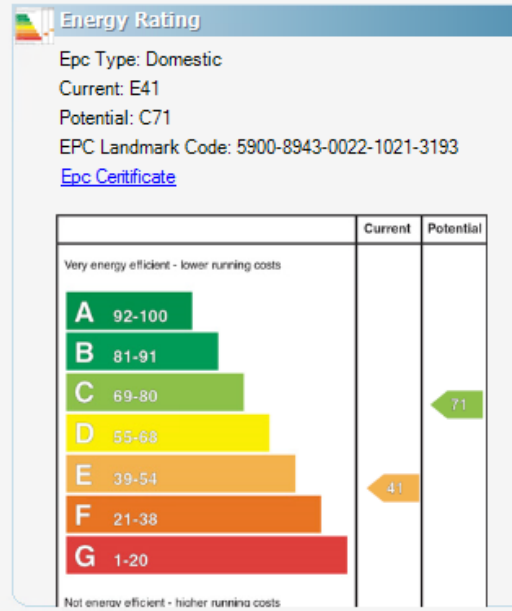 Energy Rating
Epc Type: Domestic
Current: E41
Potential: C71
EPC Landmark Code: 5900-8943-0022-1021-3193
Epc Ceritificate
Current Potential
Very energy efficient - lower running costs
A 92-100
B 81-91
C 69-80
71
D 55-68
E 39-54
41
F 21-38
G 1-20
Not energy efficient - higher running costs